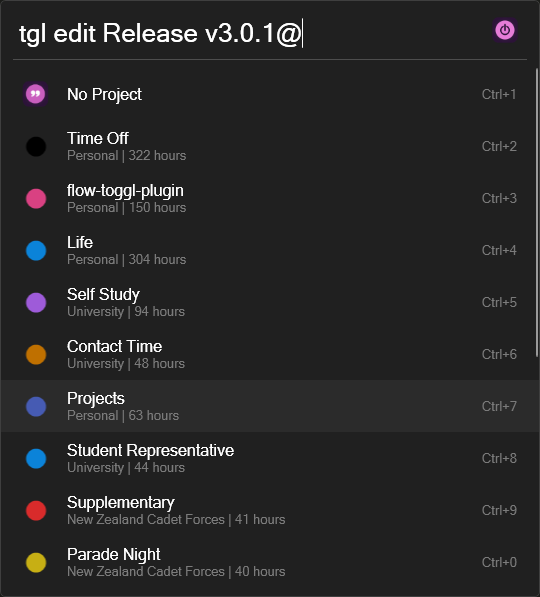 tgl edit Release v3.0.1@
No Project
Ctrl+1
Time Off
Personal | 322 hours
Ctrl+2
flow-toggl-plugin
Personal | 150 hours
Ctrl+3
Life
Personal | 304 hours
Ctrl+4
Self Study
University | 94 hours
Ctrl+5
Contact Time
University | 48 hours
Ctrl+6
Projects
Personal | 63 hours
Ctrl+7
Student Representative
University | 44 hours
Ctrl+8
Supplementary
New Zealand Cadet Forces | 41 hours
Ctrl+9
Parade Night
New Zealand Cadet Forces | 40 hours
Ctrl+0